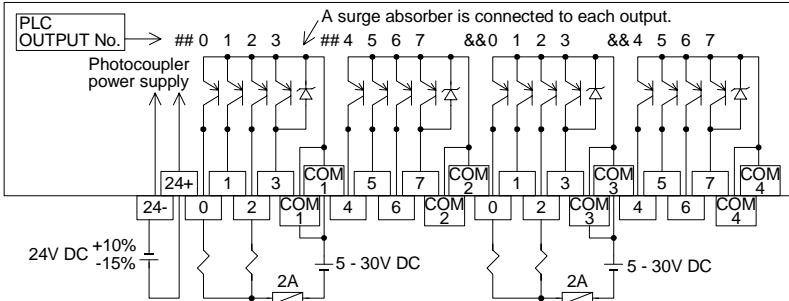 PLC
OUTPUT No.
A surge absorber is connected to each output.
## 0 1 2 3 ## 4 5 6 7 &&0 1 2 3 &&4 5 6 7
Photocoupler
power supply
24+ 1 3 COM 1 5 7 COM 2 1 3 COM 3 5 7 COM 4
24- 0 2 COM 1 4 6 COM 2 0 2 COM 3 4 6 COM 4
24V DC +10%
-15%
5 - 30V DC 5 - 30V DC
2A 2A